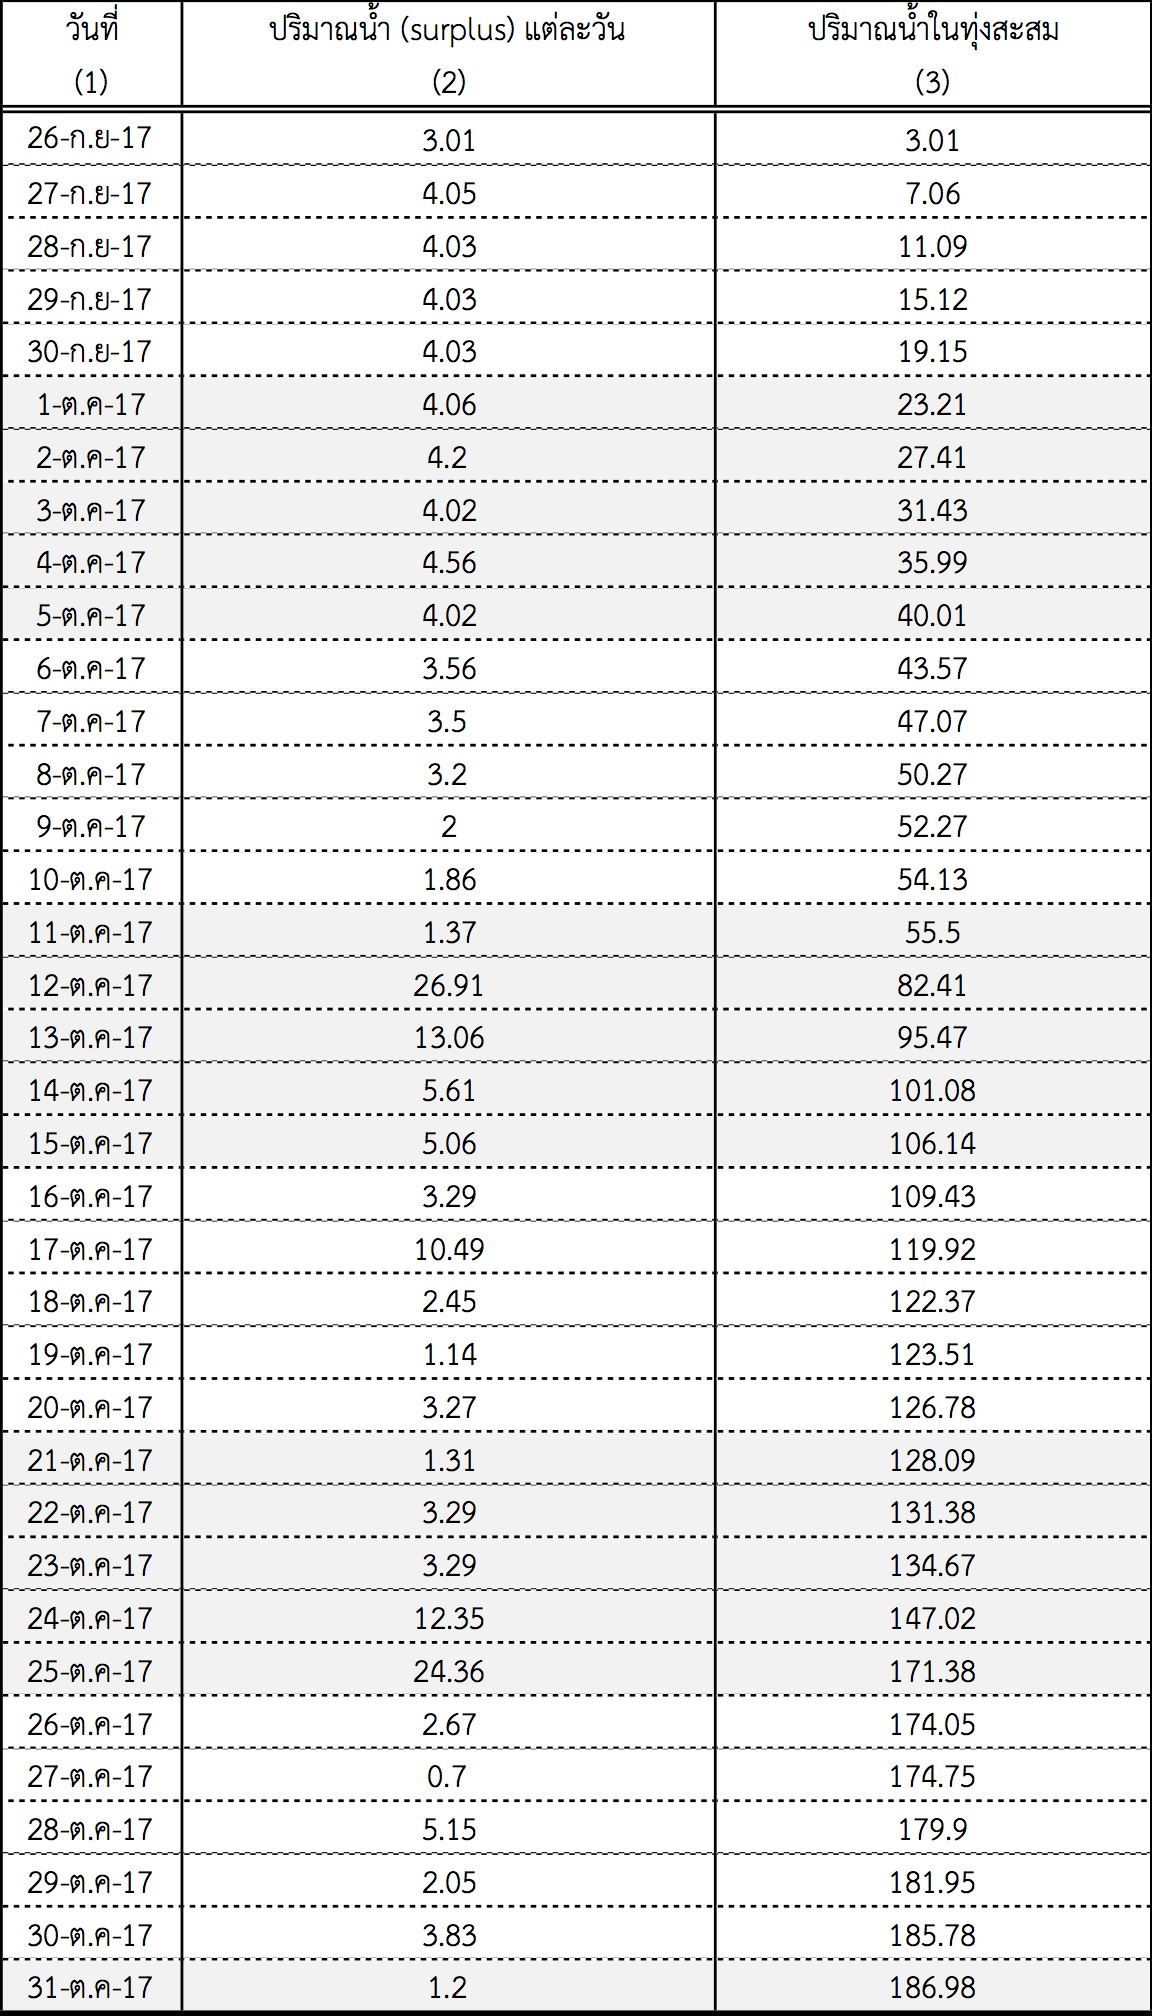 วันที่ ปริมาณน้ำ (surplus) แต่ละวัน ปริมาณน้ำในทุ่งสะสม
(1) (2) (3)
26-ก.ย-17 3.01 3.01
27-ก.ย-17 4.05 7.06
28-ก.ย-17 4.03 11.09
29-ก.ย-17 4.03 15.12
30-ก.ย-17 4.03 19.15
1-ต.ค-17 4.06 23.21
2-ต.ค-17 4.2 27.41
3-ต.ค-17 4.02 31.43
4-ต.ค-17 4.56 35.99
5-ต.ค-17 4.02 40.01
6-ต.ค-17 3.56 43.57
7-ต.ค-17 3.5 47.07
8-ต.ค-17 3.2 50.27
9-ต.ค-17 2 52.27
10-ต.ค-17 1.86 54.13
11-ต.ค-17 1.37 55.5
12-ต.ค-17 26.91 82.41
13-ต.ค-17 13.06 95.47
14-ต.ค-17 5.61 101.08
15-ต.ค-17 5.06 106.14
16-ต.ค-17 3.29 109.43
17-ต.ค-17 10.49 119.92
18-ต.ค-17 2.45 122.37
19-ต.ค-17 1.14 123.51
20-ต.ค-17 3.27 126.78
21-ต.ค-17 1.31 128.09
22-ต.ค-17 3.29 131.38
23-ต.ค-17 3.29 134.67
24-ต.ค-17 12.35 147.02
25-ต.ค-17 24.36 171.38
26-ต.ค-17 2.67 174.05
27-ต.ค-17 0.7 174.75
28-ต.ค-17 5.15 179.9
29-ต.ค-17 2.05 181.95
30-ต.ค-17 3.83 185.78
31-ต.ค-17 1.2 186.98